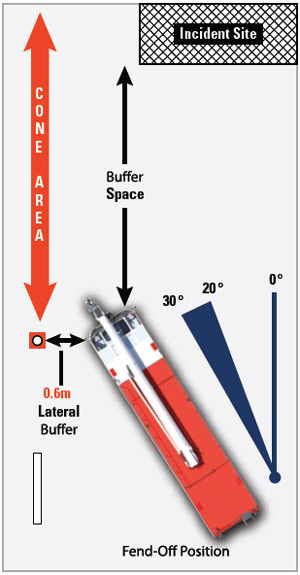 Incident Site
CONE AREA
Buffer
Space
0°
20°
30°
0.6m
Lateral
Buffer
Fend-Off Position